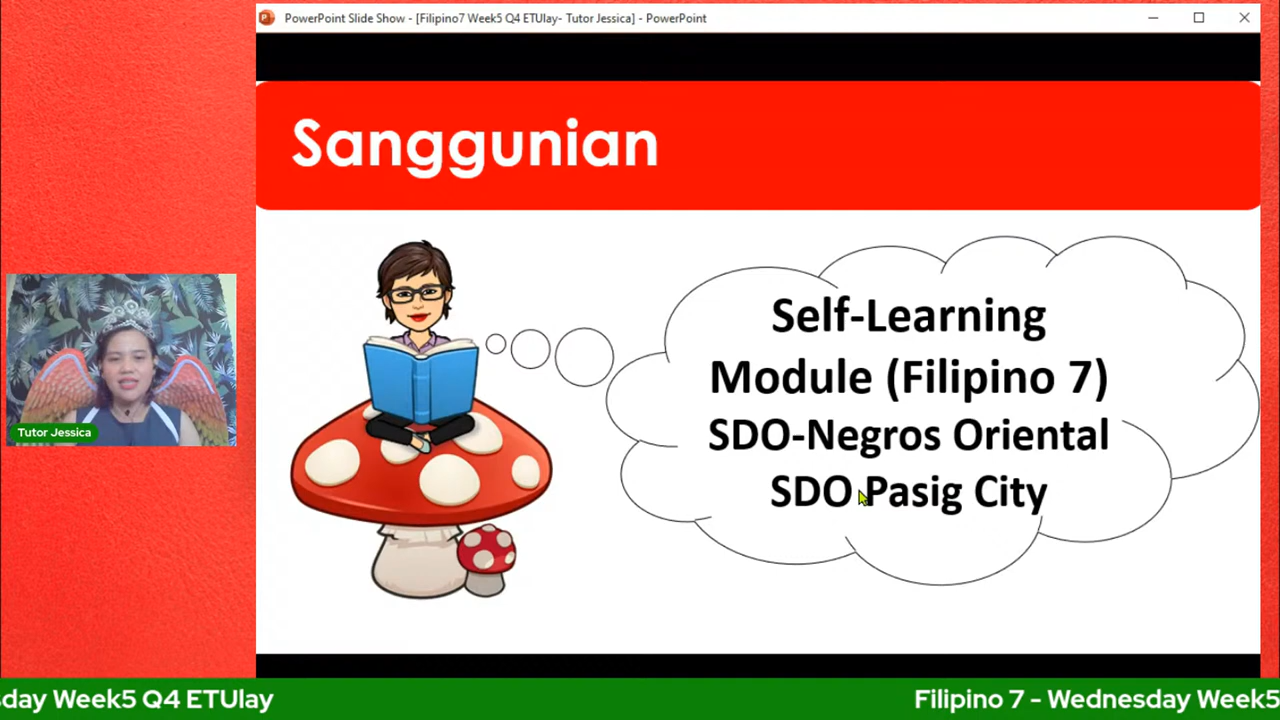 PowerPoint Slide Show - [Filipino7 Week5 Q4 ETUlay- Tutor Jessica] - PowerPoint
Sanggunian
Self-Learning
Module (Filipino 7)
SDO-Negros Oriental
SDO Pasig City
Tutor Jessica
sday Week5 Q4 ETUlay
Filipino 7 - Wednesday Week5